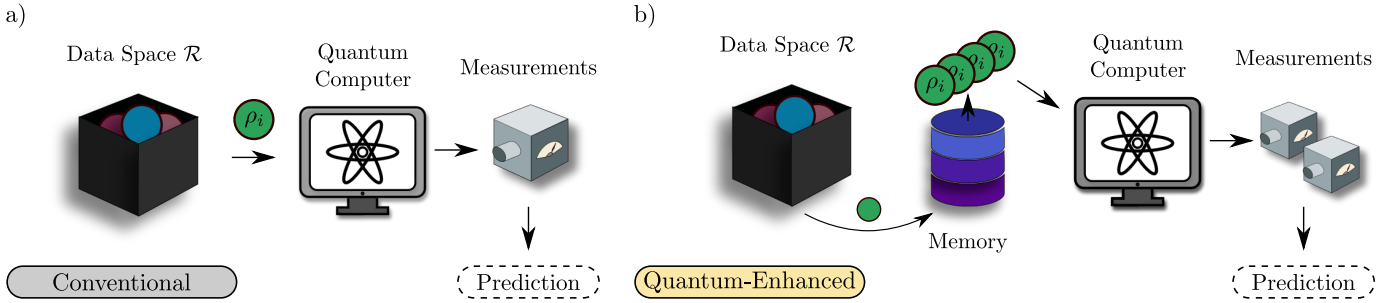 a)
Data Space 𝓡
Quantum
Computer
Measurements
ρᵢ
Prediction
Conventional
b)
Data Space 𝓡
ρᵢ
ρᵢ
ρᵢ
ρᵢ
Quantum
Computer
Measurements
Memory
Prediction
Quantum-Enhanced